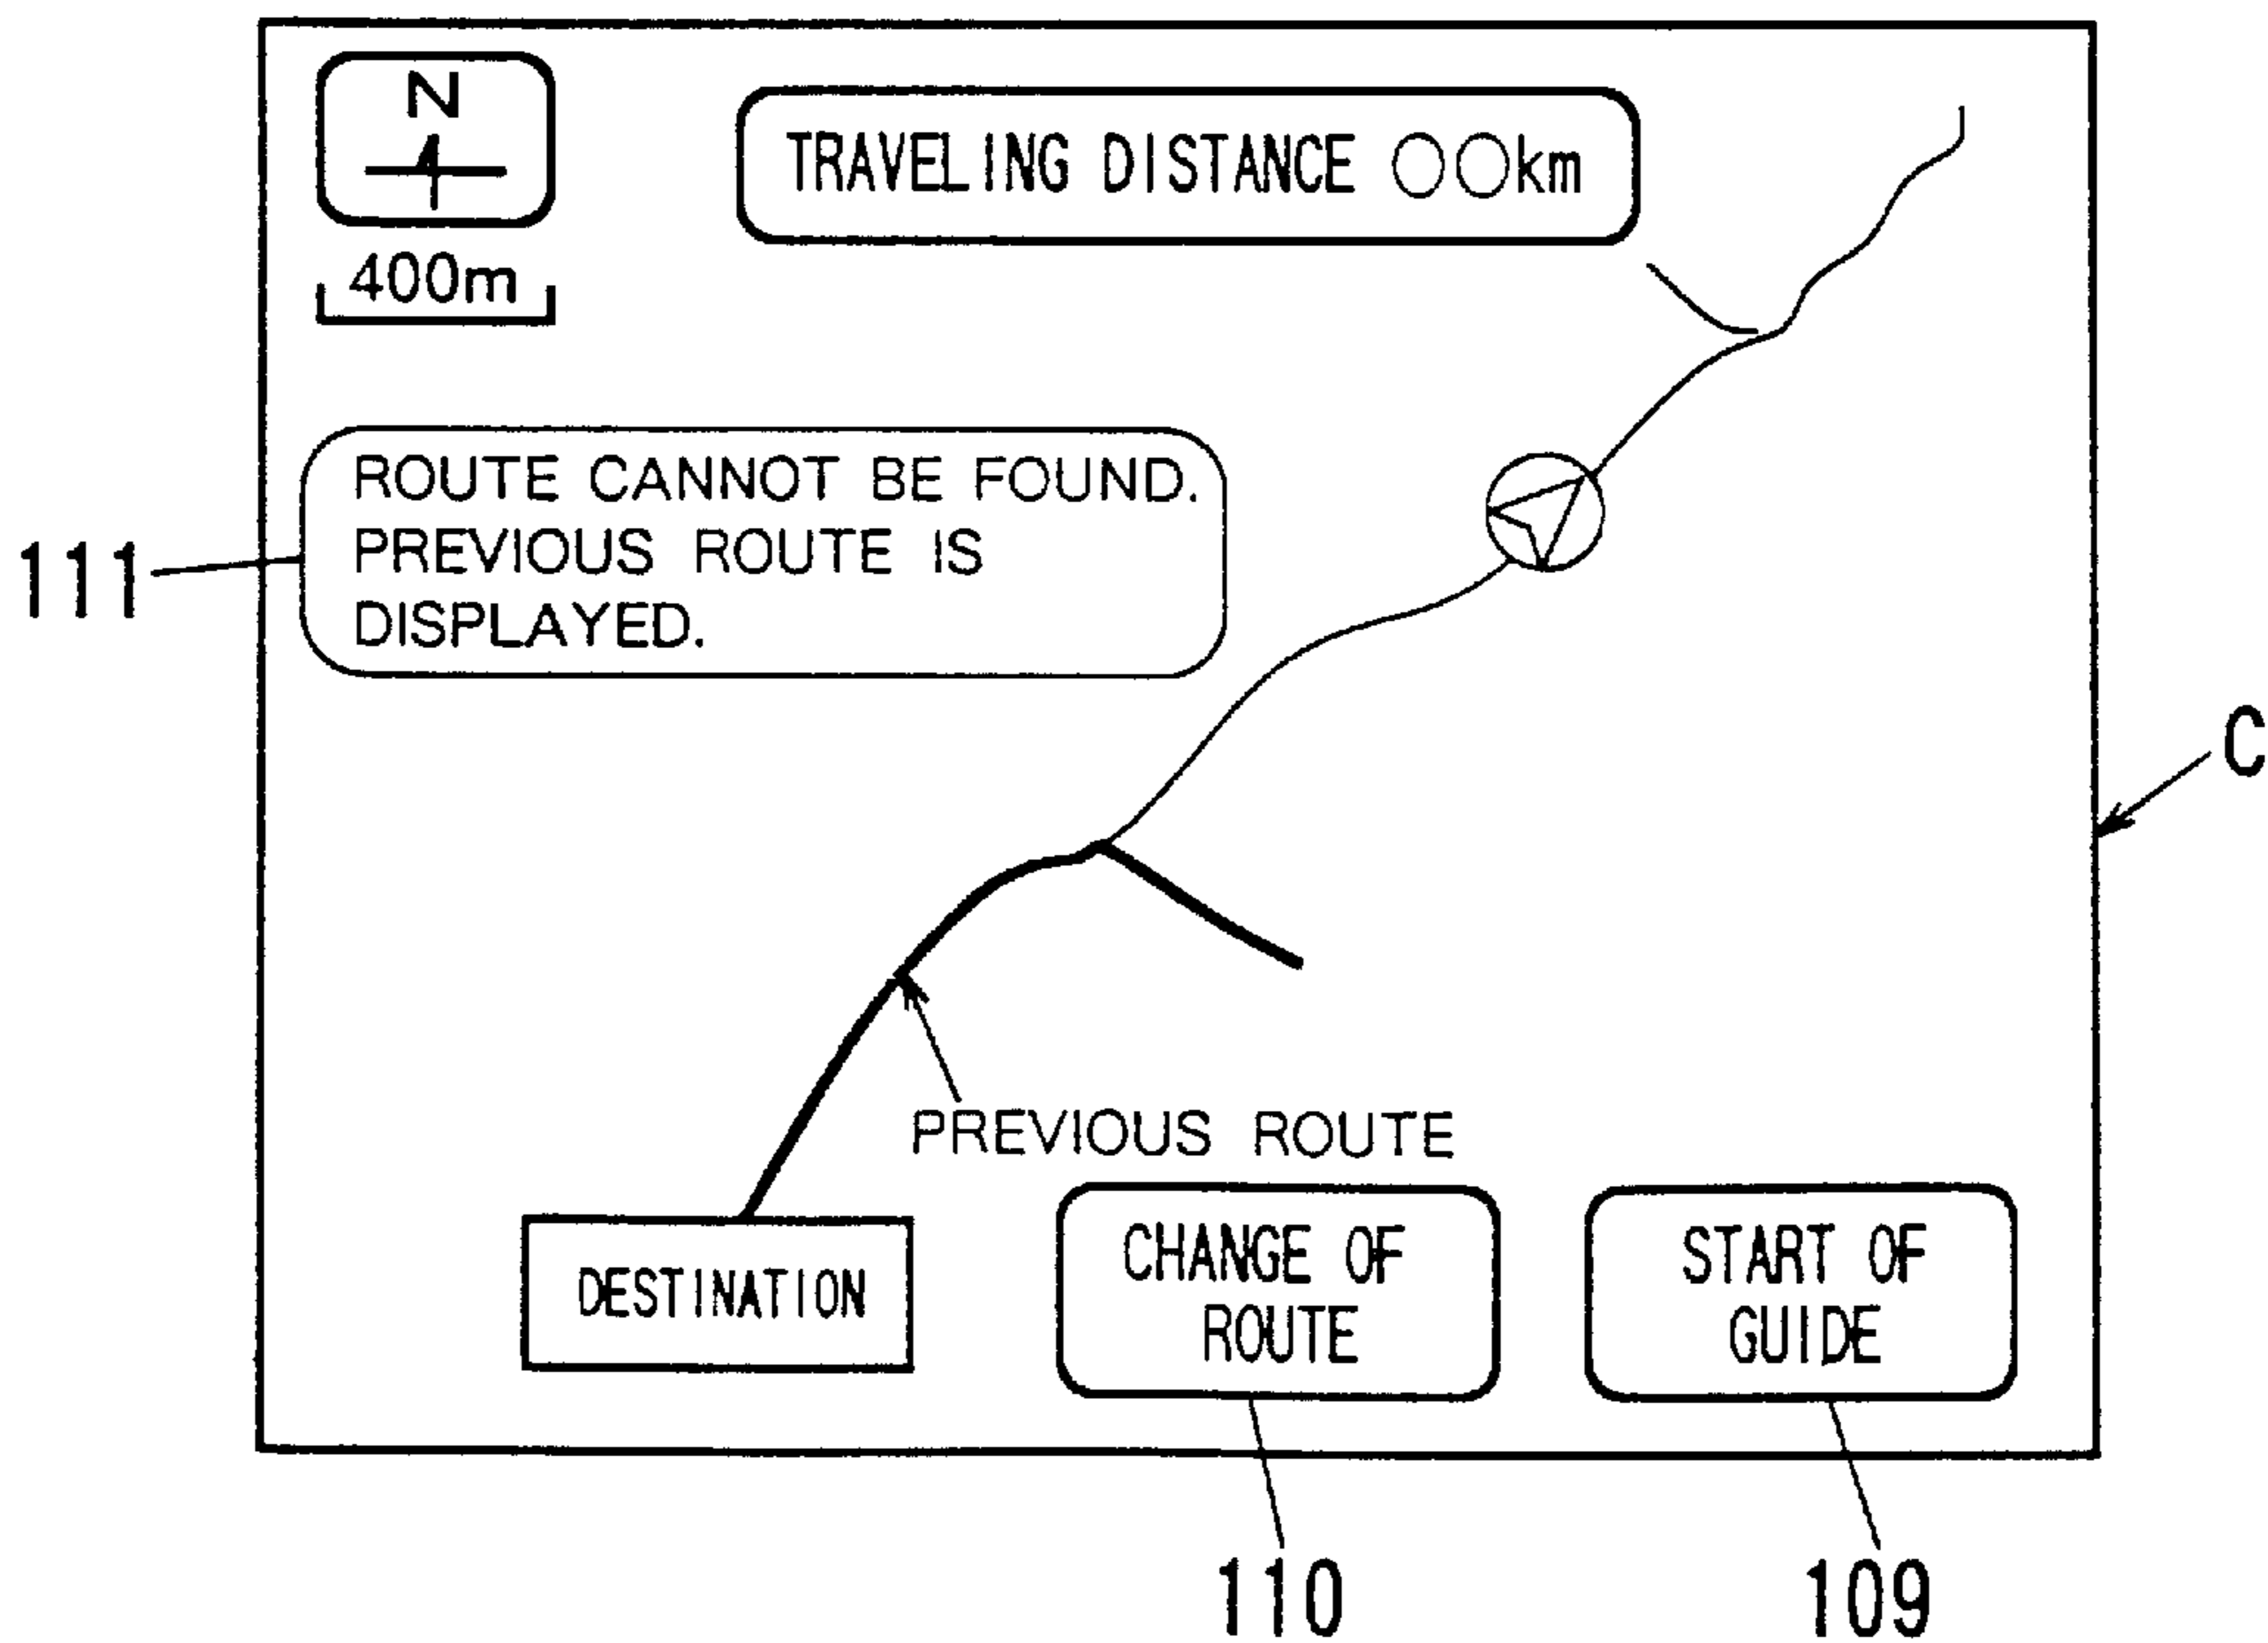 N
TRAVELING DISTANCE ○○km
400m
ROUTE CANNOT BE FOUND.
PREVIOUS ROUTE IS
DISPLAYED.
111
C
PREVIOUS ROUTE
DESTINATION
CHANGE OF
ROUTE
START OF
GUIDE
110
109